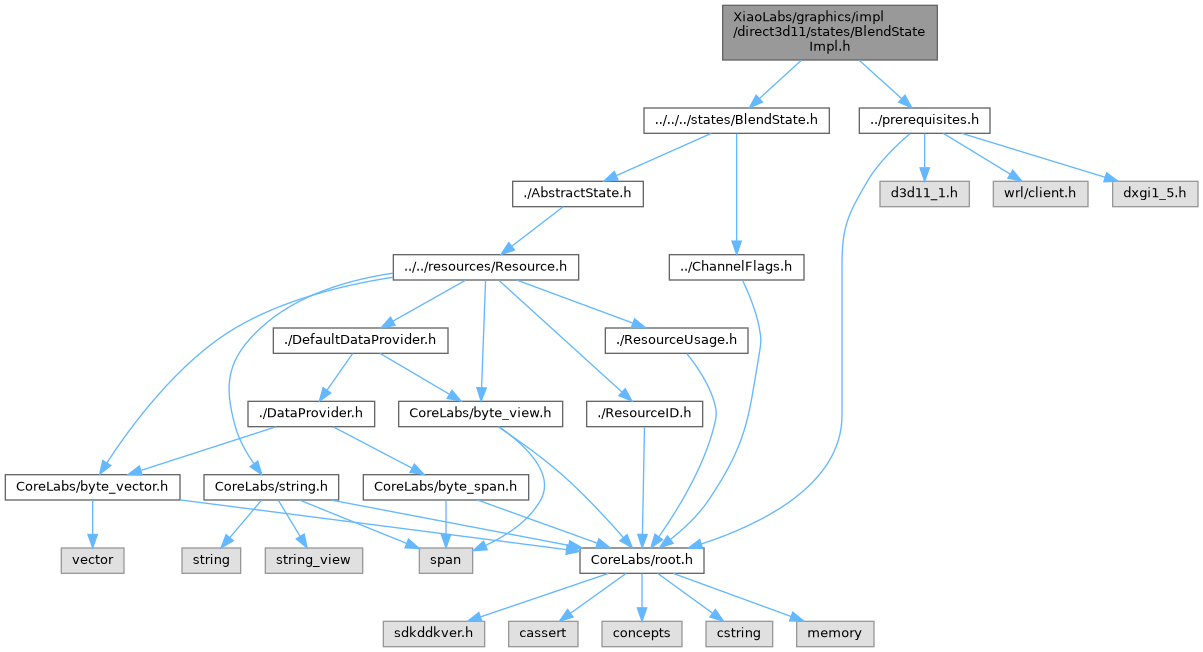 XiaoLabs/graphics/impl
/direct3d11/states/BlendState
Impl.h
../../../states/BlendState.h
../prerequisites.h
./AbstractState.h
d3d11_1.h
wrl/client.h
dxgi1_5.h
../../resources/Resource.h
../ChannelFlags.h
./DefaultDataProvider.h
./ResourceUsage.h
./DataProvider.h
CoreLabs/byte_view.h
./ResourceID.h
CoreLabs/byte_vector.h
CoreLabs/string.h
CoreLabs/byte_span.h
vector
string
string_view
span
CoreLabs/root.h
sdkddkver.h
cassert
concepts
cstring
memory